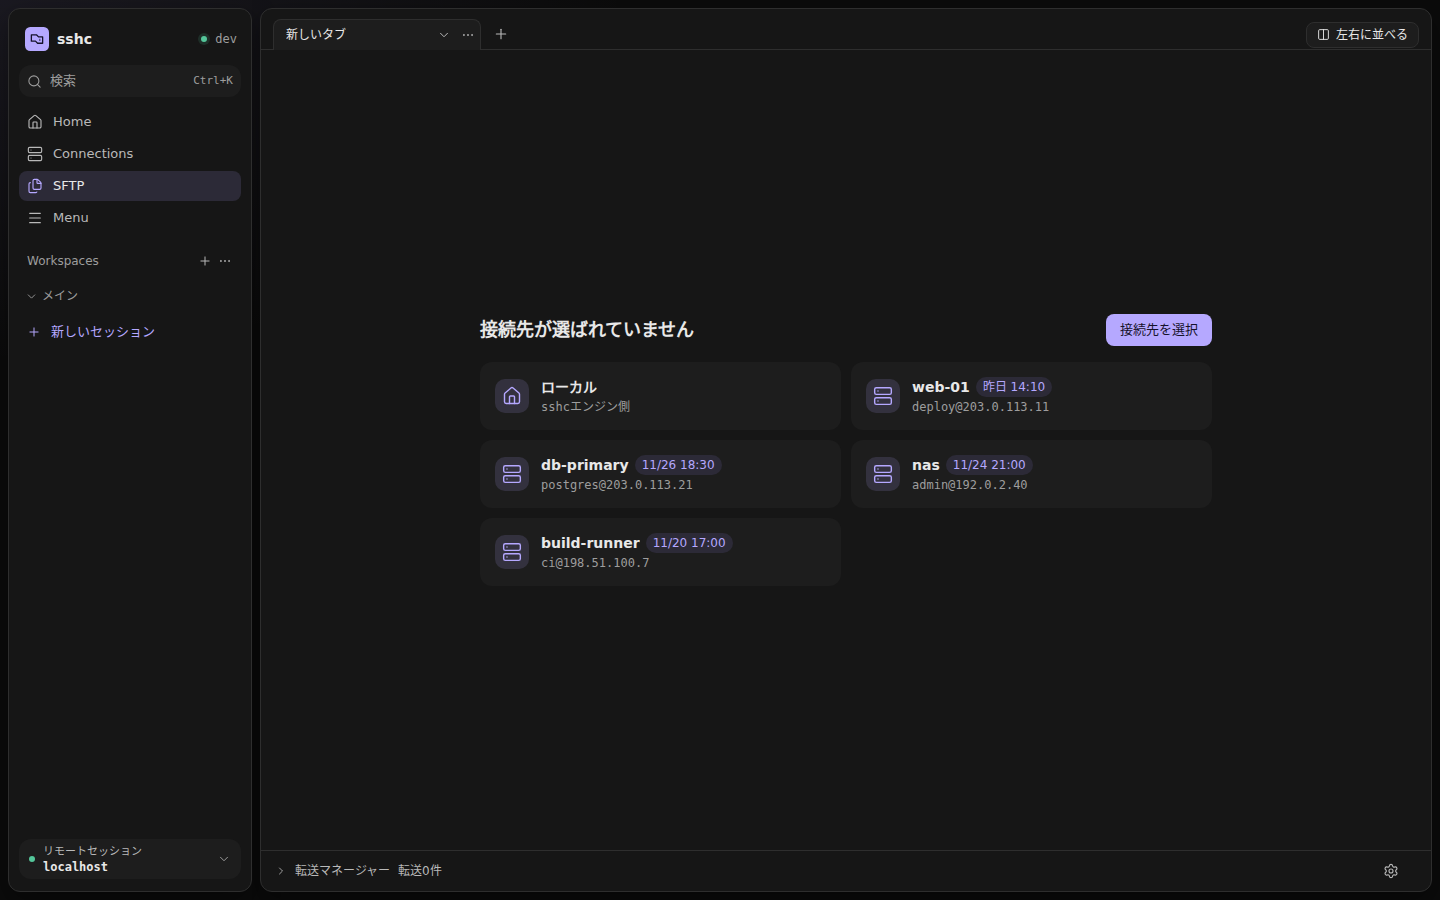 sshc
dev
検索 Ctrl+K
Home
Connections
SFTP
Menu
Workspaces
メイン
新しいセッション
リモートセッション
localhost
新しいタブ
左右に並べる
接続先が選ばれていません
接続先を選択
ローカル
sshcエンジン側
web-01 昨日 14:10
deploy@203.0.113.11
db-primary 11/26 18:30
postgres@203.0.113.21
nas 11/24 21:00
admin@192.0.2.40
build-runner 11/20 17:00
ci@198.51.100.7
転送マネージャー 転送0件